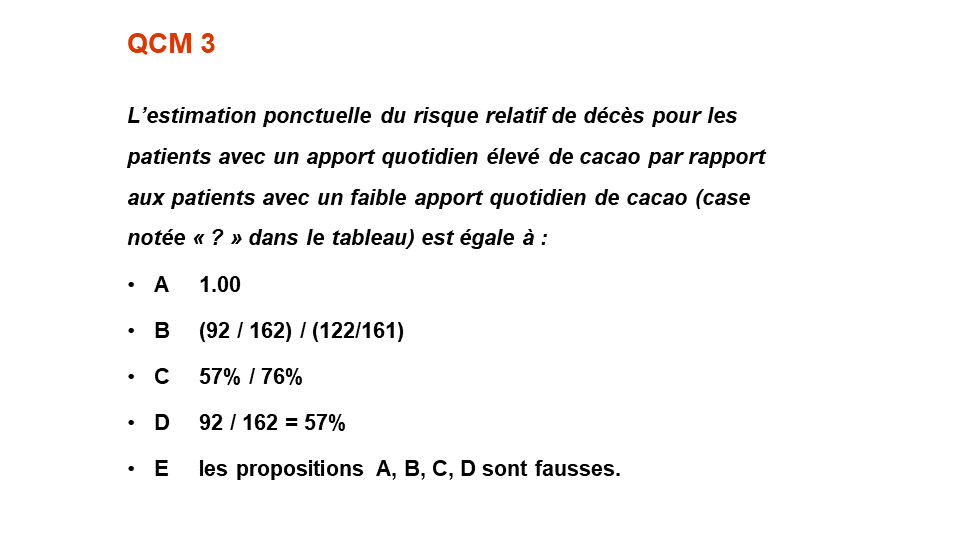 QCM 3
L’estimation ponctuelle du risque relatif de décès pour les
patients avec un apport quotidien élevé de cacao par rapport
aux patients avec un faible apport quotidien de cacao (case
notée « ? » dans le tableau) est égale à :
• A 1.00
• B (92 / 162) / (122/161)
• C 57% / 76%
• D 92 / 162 = 57%
• E les propositions A, B, C, D sont fausses.